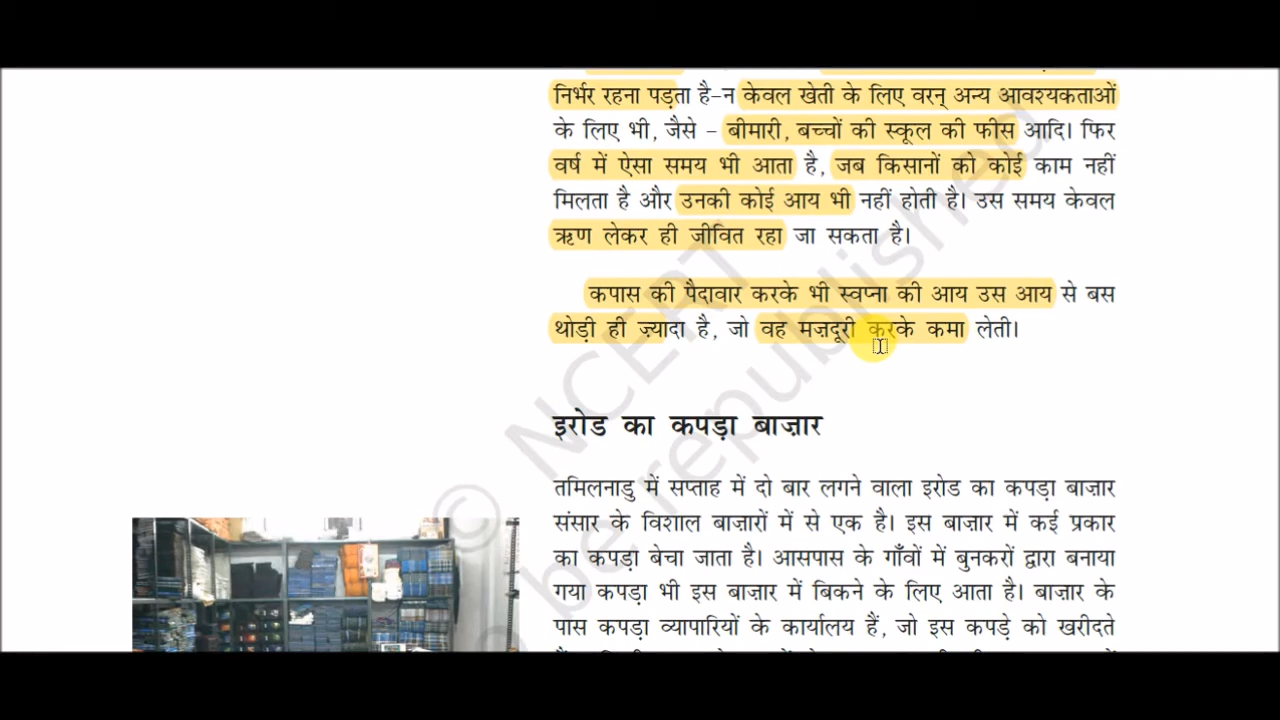 निर्भर रहना पड़ता है–न केवल खेती के लिए वरन् अन्य आवश्यकताओं
के लिए भी, जैसे – बीमारी, बच्चों की स्कूल की फीस आदि। फिर
वर्ष में ऐसा समय भी आता है, जब किसानों को कोई काम नहीं
मिलता है और उनकी कोई आय भी नहीं होती है। उस समय केवल
ऋण लेकर ही जीवित रहा जा सकता है।
कपास की पैदावार करके भी स्वप्ना की आय उस आय से बस
थोड़ी ही ज़्यादा है, जो वह मज़दूरी करके कमा लेती।
इरोड का कपड़ा बाज़ार
तमिलनाडु में सप्ताह में दो बार लगने वाला इरोड का कपड़ा बाज़ार
संसार के विशाल बाज़ारों में से एक है। इस बाज़ार में कई प्रकार
का कपड़ा बेचा जाता है। आसपास के गाँवों में बुनकरों द्वारा बनाया
गया कपड़ा भी इस बाज़ार में बिकने के लिए आता है। बाज़ार के
पास कपड़ा व्यापारियों के कार्यालय हैं, जो इस कपड़े को खरीदते
© NCERT
be republished